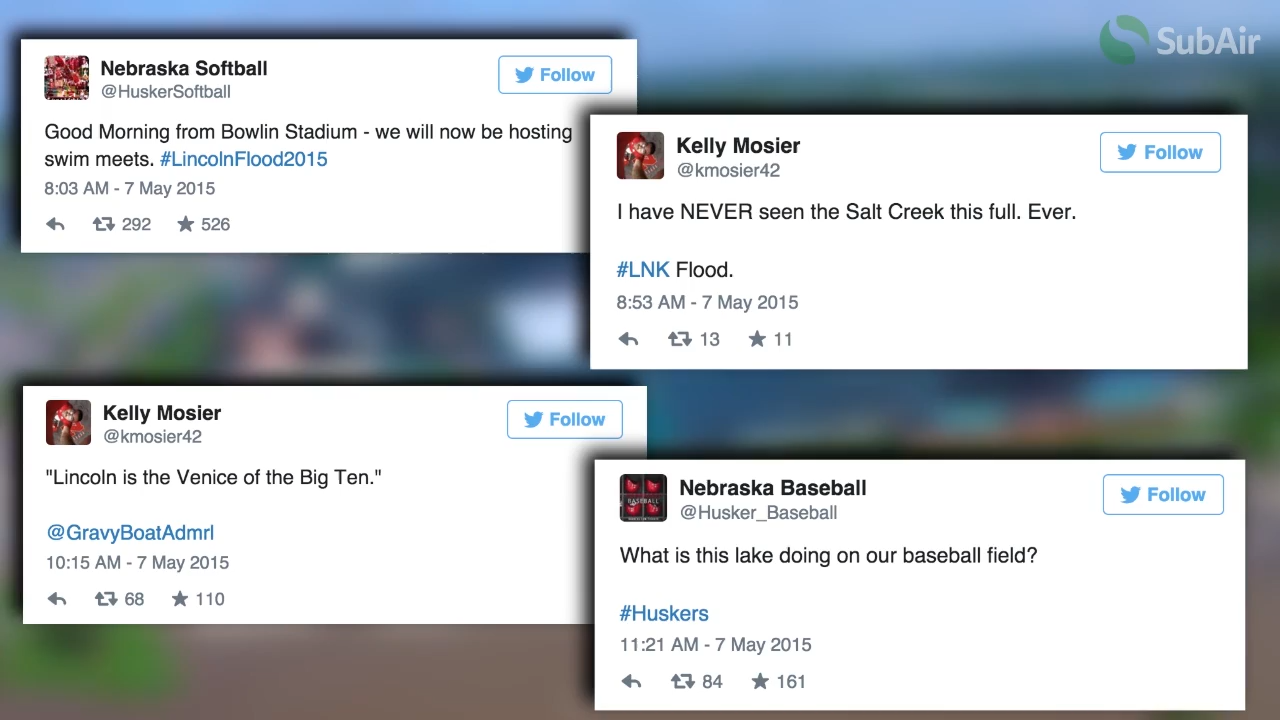 SubAir
Nebraska Softball
@HuskerSoftball
Follow
Good Morning from Bowlin Stadium - we will now be hosting
swim meets. #LincolnFlood2015
8:03 AM - 7 May 2015
292 526
Kelly Mosier
@kmosier42
Follow
I have NEVER seen the Salt Creek this full. Ever.
#LNK Flood.
8:53 AM - 7 May 2015
13 11
Kelly Mosier
@kmosier42
Follow
"Lincoln is the Venice of the Big Ten."
@GravyBoatAdmrl
10:15 AM - 7 May 2015
68 110
Nebraska Baseball
@Husker_Baseball
Follow
BASEBALL
What is this lake doing on our baseball field?
#Huskers
11:21 AM - 7 May 2015
84 161